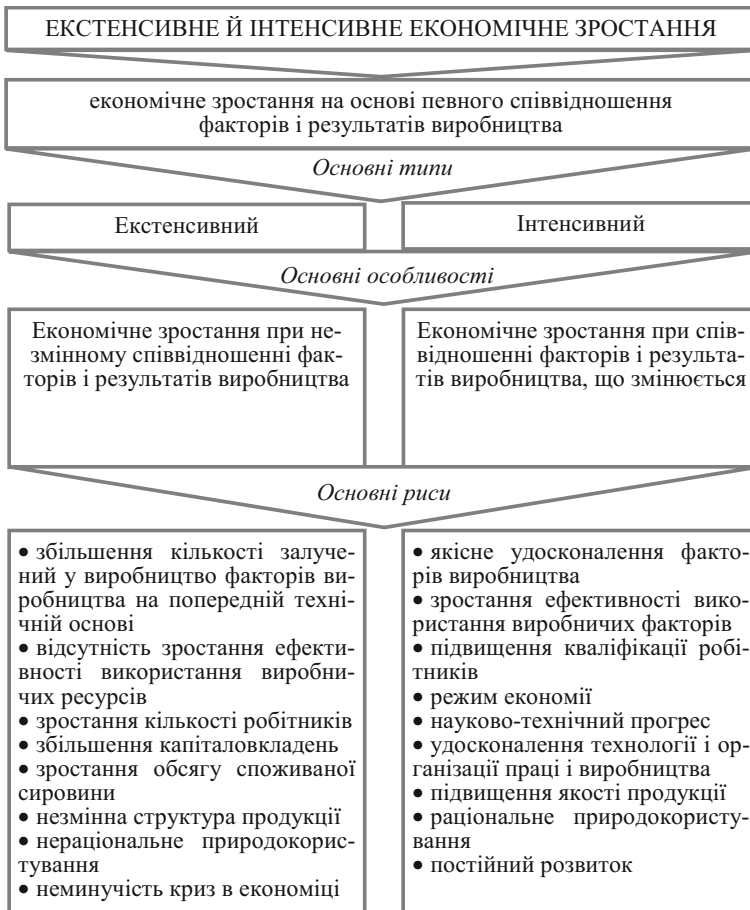 ЕКСТЕНСИВНЕ Й ІНТЕНСИВНЕ ЕКОНОМІЧНЕ ЗРОСТАННЯ
економічне зростання на основі певного співвідношення
факторів і результатів виробництва
Основні типи
Екстенсивний
Інтенсивний
Основні особливості
Економічне зростання при не-
змінному співвідношенні фак-
торів і результатів виробництва
Економічне зростання при спів-
відношенні факторів і результа-
тів виробництва, що змінюється
Основні риси
• збільшення кількості залуче-
ний у виробництво факторів ви-
робництва на попередній техні-
чній основі
• відсутність зростання ефекти-
вності використання виробни-
чих ресурсів
• зростання кількості робітників
• збільшення капіталовкладень
• зростання обсягу споживаної
сировини
• незмінна структура продукції
• нераціональне природокорис-
тування
• неминучість криз в економіці
• якісне удосконалення факто-
рів виробництва
• зростання ефективності вико-
ристання виробничих факторів
• підвищення кваліфікації робі-
тників
• режим економії
• науково-технічний прогрес
• удосконалення технології і ор-
ганізації праці і виробництва
• підвищення якості продукції
• раціональне природокористу-
вання
• постійний розвиток